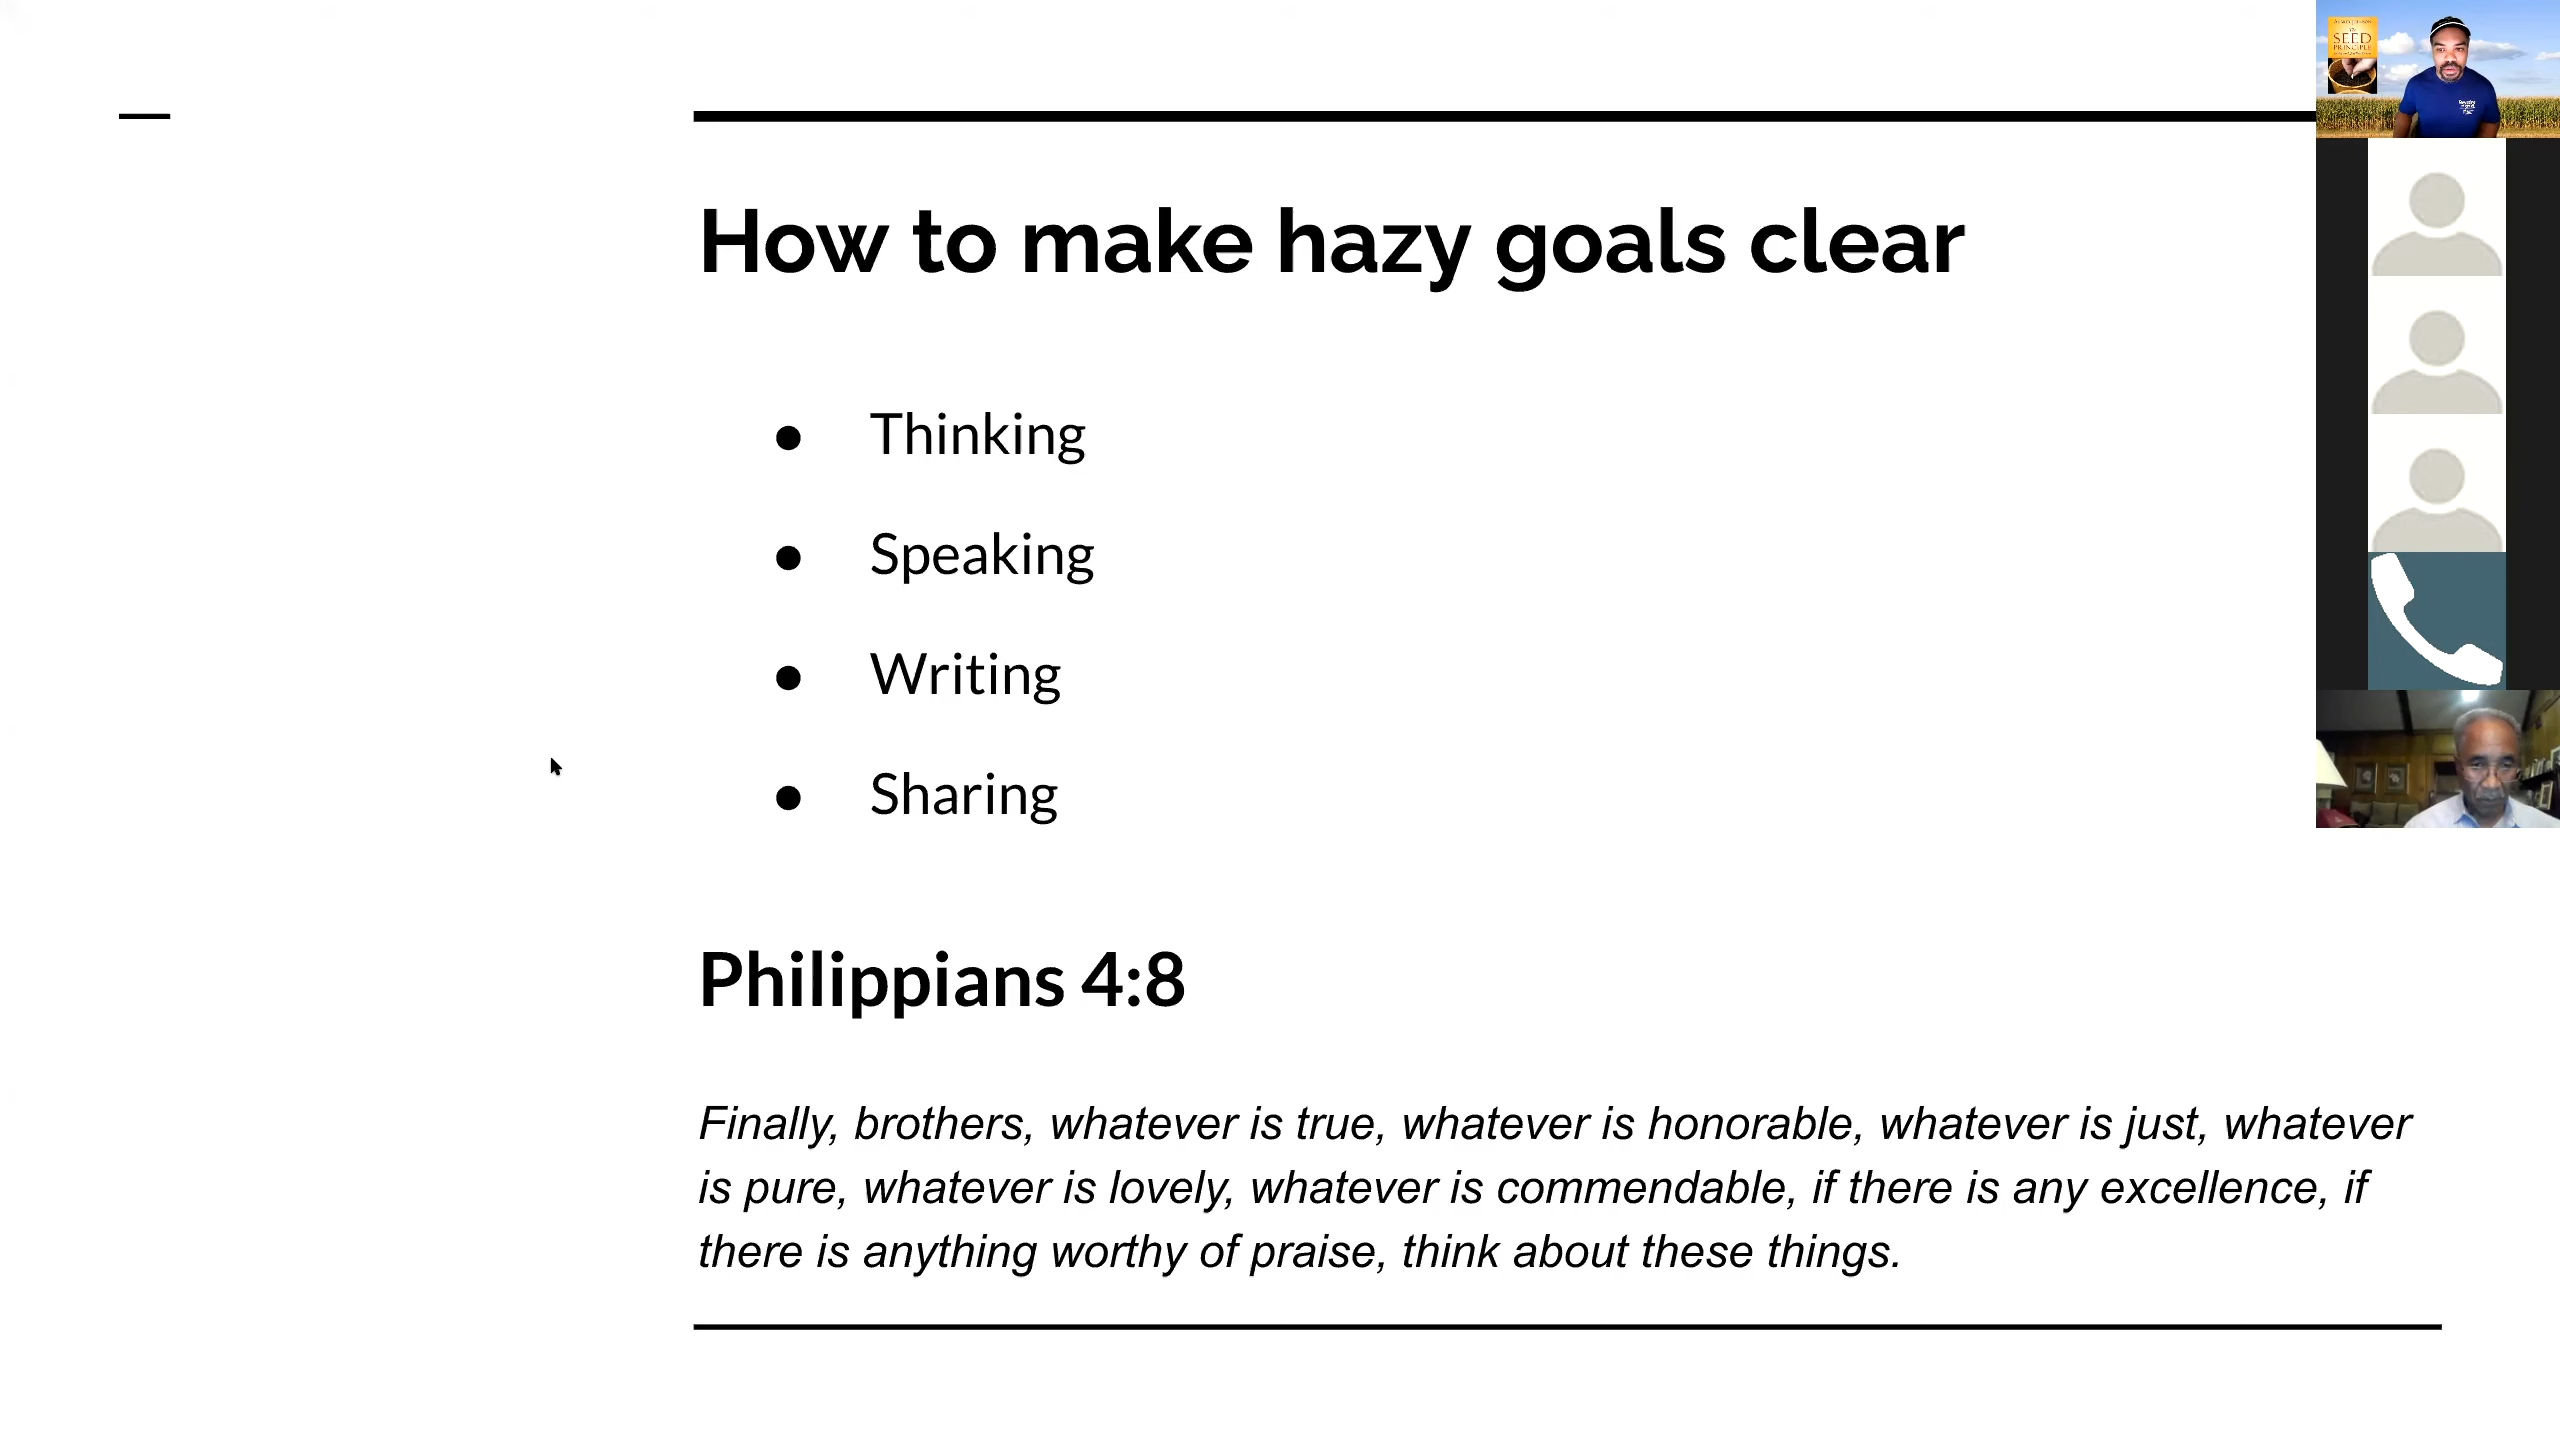 How to make hazy goals clear
● Thinking
● Speaking
● Writing
● Sharing
Philippians 4:8
Finally, brothers, whatever is true, whatever is honorable, whatever is just, whatever
is pure, whatever is lovely, whatever is commendable, if there is any excellence, if
there is anything worthy of praise, think about these things.
SEED
PRINCIPLE